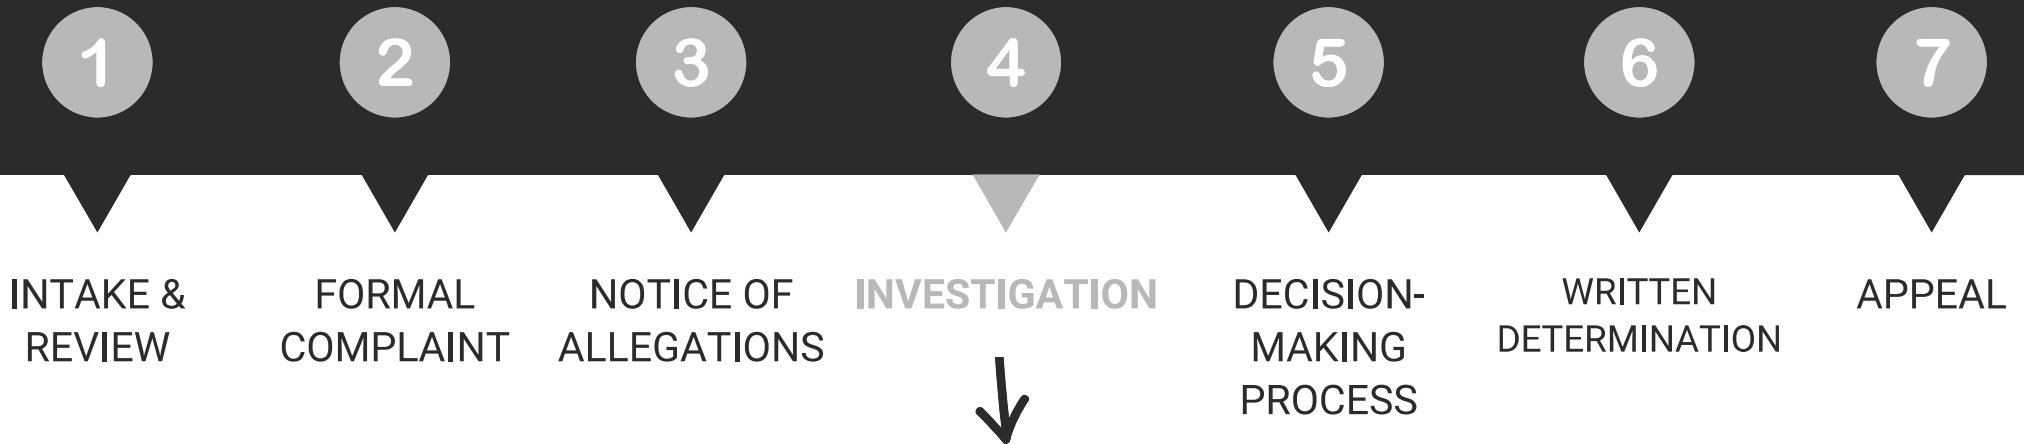 1
2
3
4
5
6
7
INTAKE &
REVIEW
FORMAL
COMPLAINT
NOTICE OF
ALLEGATIONS
INVESTIGATION
DECISION-
MAKING
PROCESS
WRITTEN
DETERMINATION
APPEAL